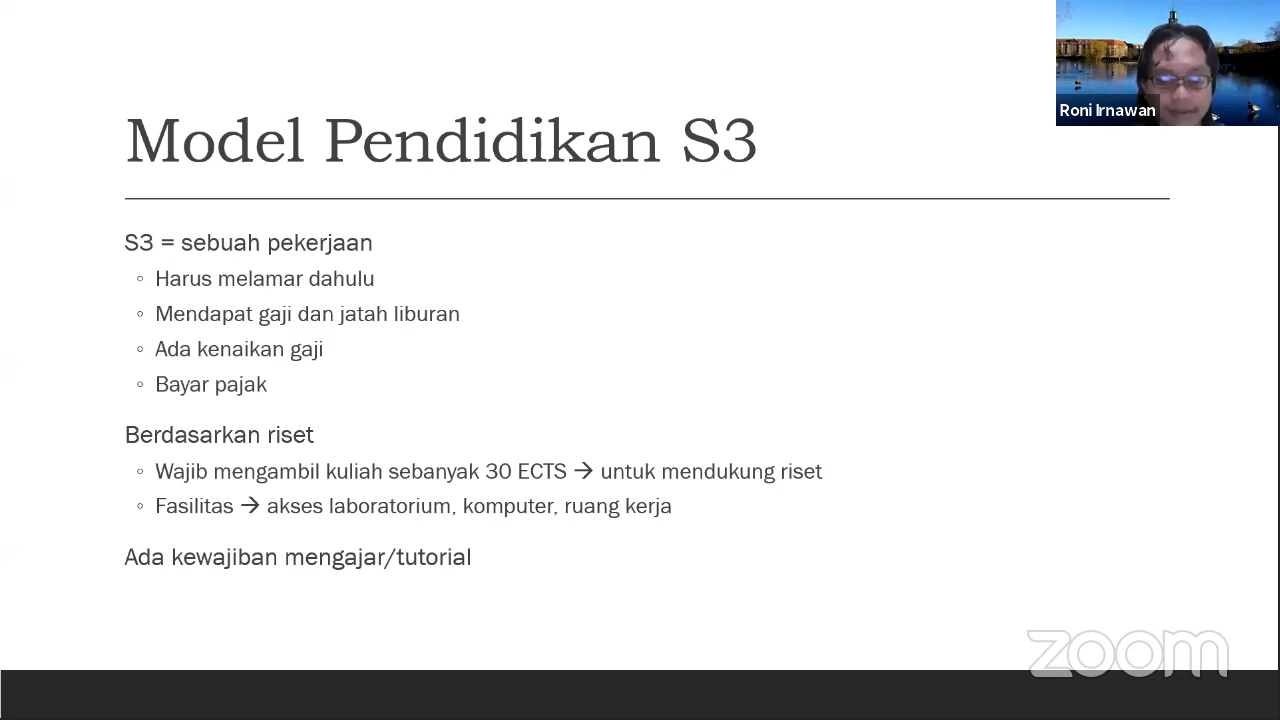 Roni Irnawan
Model Pendidikan S3
S3 = sebuah pekerjaan
◦ Harus melamar dahulu
◦ Mendapat gaji dan jatah liburan
◦ Ada kenaikan gaji
◦ Bayar pajak
Berdasarkan riset
◦ Wajib mengambil kuliah sebanyak 30 ECTS → untuk mendukung riset
◦ Fasilitas → akses laboratorium, komputer, ruang kerja
Ada kewajiban mengajar/tutorial
zoom